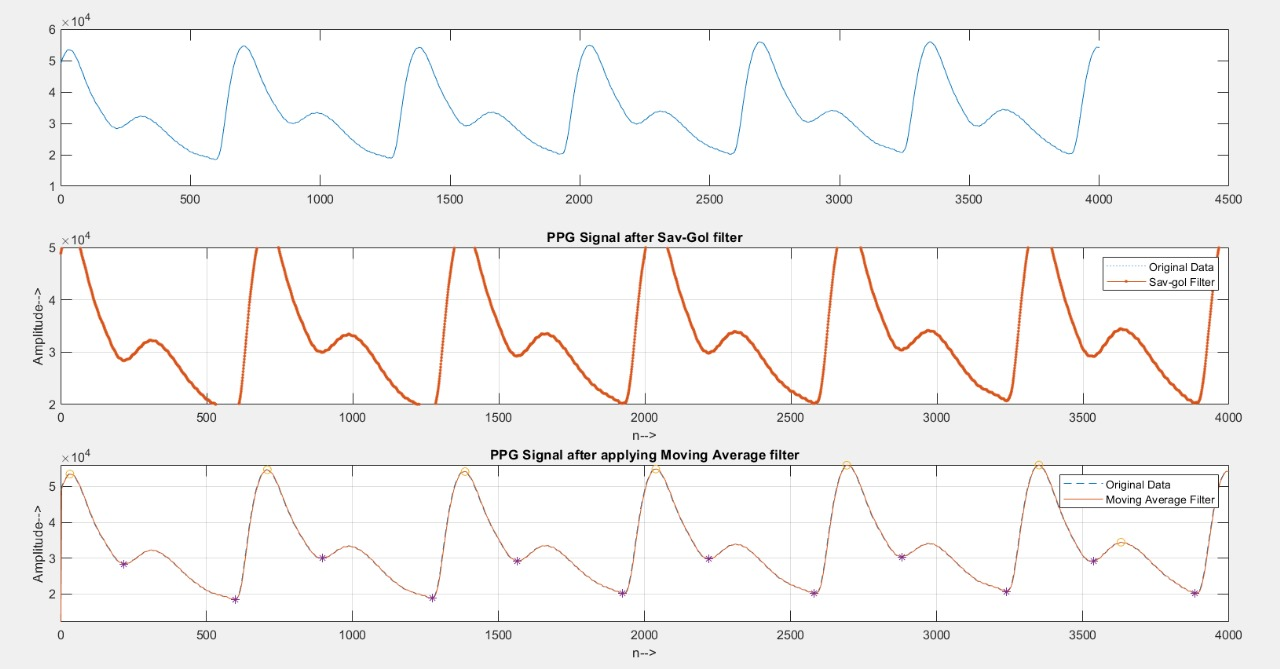 ×10^4
6
5
4
3
2
1
0 500 1000 1500 2000 2500 3000 3500 4000 4500
PPG Signal after Sav-Gol filter
×10^4
5
4
3
2
Amplitude-->
Original Data
Sav-gol Filter
0 500 1000 1500 2000 2500 3000 3500 4000
n-->
PPG Signal after applying Moving Average filter
×10^4
5
4
3
2
Amplitude-->
Original Data
Moving Average Filter
0 500 1000 1500 2000 2500 3000 3500 4000
n-->